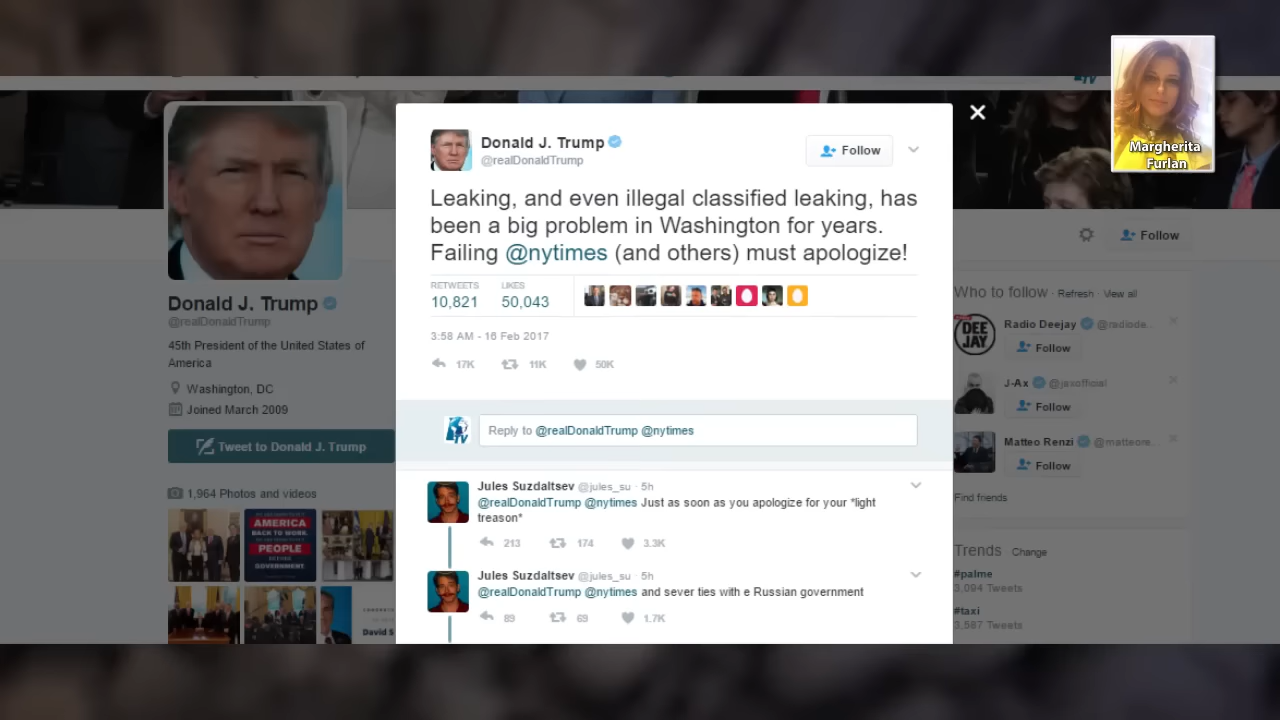 Margherita
Furlan
Donald J. Trump
@realDonaldTrump
Follow
Leaking, and even illegal classified leaking, has
been a big problem in Washington for years.
Failing @nytimes (and others) must apologize!
RETWEETS
LIKES
10,821
50,043
3:58 AM - 16 Feb 2017
17K
11K
50K
TV
Reply to @realDonaldTrump @nytimes
Jules Suzdaltsev @jules_su · 5h
@realDonaldTrump @nytimes Just as soon as you apologize for your *light
treason*
213
174
3.3K
Jules Suzdaltsev @jules_su · 5h
@realDonaldTrump @nytimes and sever ties with e Russian government
89
69
1.7K
Donald J. Trump
@realDonaldTrump
45th President of the United States of
America
Washington, DC
Joined March 2009
Tweet to Donald J. Trump
1,964 Photos and videos
AMERICA
BACK TO WORK.
PEOPLE
GOVERNMENT
David S
TV
Follow
Who to follow · Refresh · View all
Radio Deejay @radiode..
DEE
JAY
Follow
J-Ax @jaxofficial
Follow
Matteo Renzi @matteore..
Follow
Find friends
Trends · Change
#palme
3,094 Tweets
#taxi
3,587 Tweets